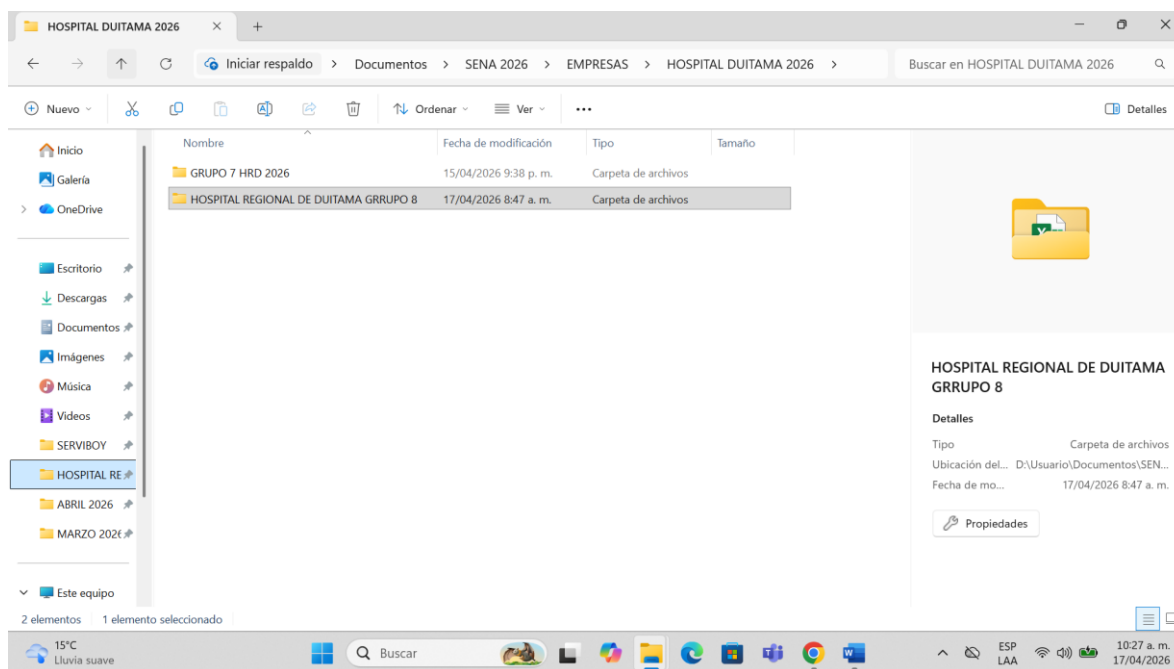 HOSPITAL DUITAMA 2026
Iniciar respaldo > Documentos > SENA 2026 > EMPRESAS > HOSPITAL DUITAMA 2026 >
Buscar en HOSPITAL DUITAMA 2026
Nuevo
Ordenar
Ver
Detalles
Inicio
Galería
OneDrive
Escritorio
Descargas
Documentos
Imágenes
Música
Videos
SERVIBOY
HOSPITAL RE
ABRIL 2026
MARZO 2026
Este equipo
Nombre Fecha de modificación Tipo Tamaño
GRUPO 7 HRD 2026 15/04/2026 9:38 p. m. Carpeta de archivos
HOSPITAL REGIONAL DE DUITAMA GRRUPO 8 17/04/2026 8:47 a. m. Carpeta de archivos
HOSPITAL REGIONAL DE DUITAMA
GRRUPO 8
Detalles
Tipo Carpeta de archivos
Ubicación del... D:\Usuario\Documentos\SEN...
Fecha de mo... 17/04/2026 8:47 a. m.
Propiedades
2 elementos 1 elemento seleccionado
15°C
Lluvia suave
Buscar
ESP
LAA
10:27 a. m.
17/04/2026